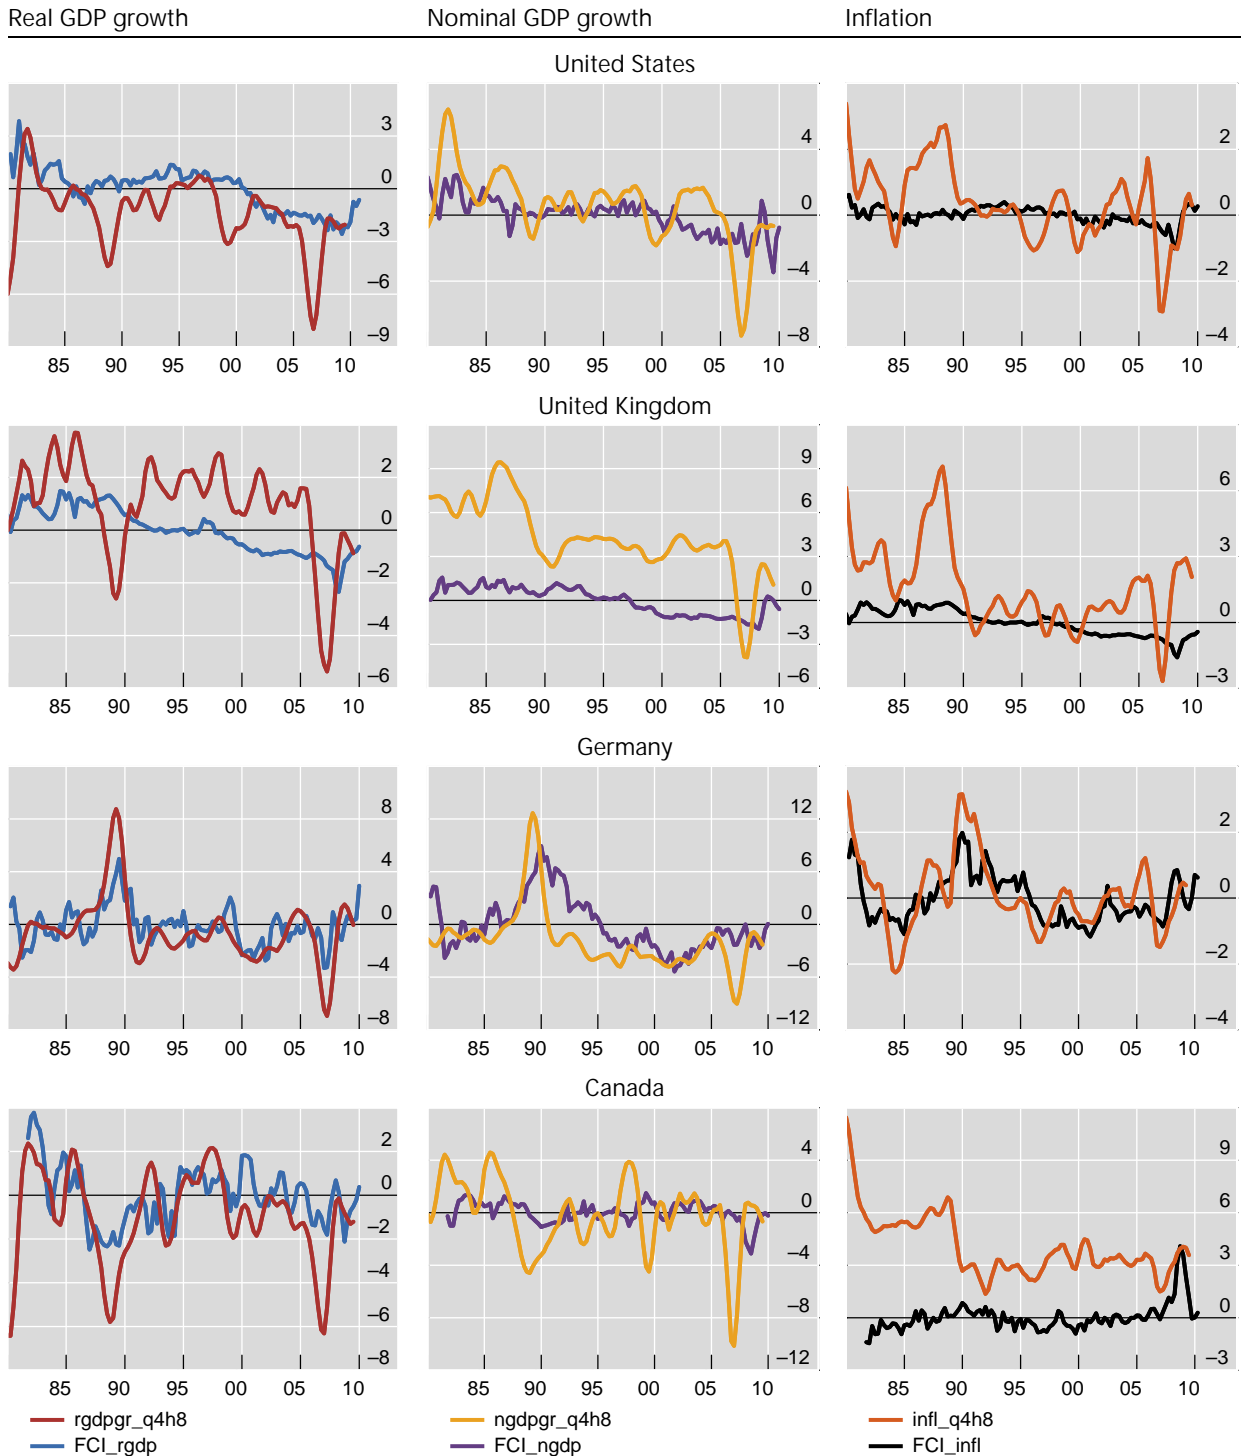 Real GDP growth Nominal GDP growth Inflation
United States
3
0
–3
–6
–9
85 90 95 00 05 10
4
0
–4
–8
85 90 95 00 05 10
2
0
–2
–4
85 90 95 00 05 10
United Kingdom
2
0
–2
–4
–6
85 90 95 00 05 10
9
6
3
0
–3
–6
85 90 95 00 05 10
6
3
0
–3
85 90 95 00 05 10
Germany
8
4
0
–4
–8
85 90 95 00 05 10
12
6
0
–6
–12
85 90 95 00 05 10
2
0
–2
–4
85 90 95 00 05 10
Canada
2
0
–2
–4
–6
–8
85 90 95 00 05 10
4
0
–4
–8
–12
85 90 95 00 05 10
9
6
3
0
–3
85 90 95 00 05 10
rgdpgr_q4h8
FCI_rgdp
ngdpgr_q4h8
FCI_ngdp
infl_q4h8
FCI_infl